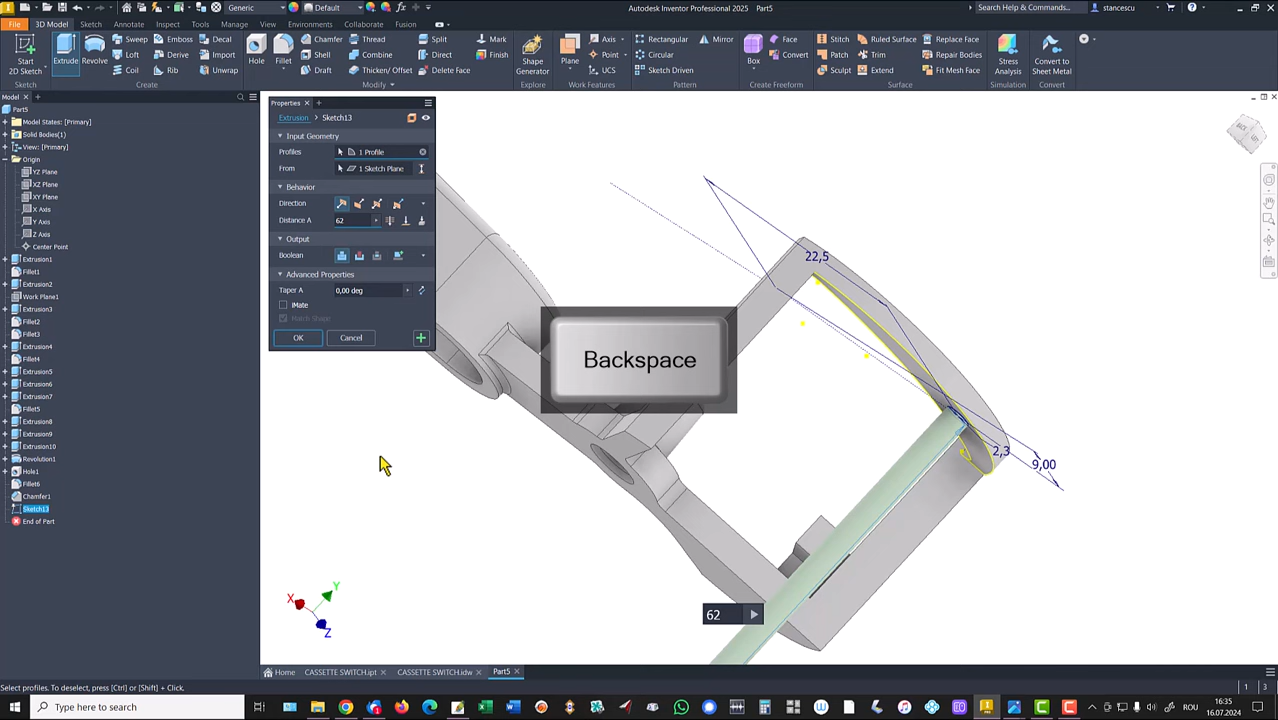 Generic
Default
Autodesk Inventor Professional 2025
Search Help & Commands...
stancescu
File
3D Model
Sketch
Annotate
Inspect
Tools
Manage
View
Environments
Collaborate
Fusion
Start
2D Sketch
Extrude
Revolve
Sweep
Emboss
Decal
Loft
Derive
Import
Coil
Rib
Unwrap
Hole
Fillet
Chamfer
Thread
Split
Mark
Shell
Combine
Direct
Finish
Draft
Thicken/ Offset
Delete Face
Shape
Generator
Plane
Axis
Point
UCS
Rectangular
Mirror
Circular
Sketch Driven
Box
Face
Convert
Stitch
Ruled Surface
Replace Face
Patch
Trim
Repair Bodies
Sculpt
Extend
Fit Mesh Face
Stress
Analysis
Convert to
Sheet Metal
Sketch
Create
Modify
Explore
Work Features
Pattern
Create Freeform
Surface
Simulation
Convert
Model
Part5
Model States: [Primary]
Solid Bodies(1)
View: [Primary]
Origin
YZ Plane
XZ Plane
XY Plane
X Axis
Y Axis
Z Axis
Center Point
Extrusion1
Fillet1
Extrusion2
Work Plane1
Extrusion3
Fillet2
Fillet3
Extrusion4
Fillet4
Extrusion5
Extrusion6
Extrusion7
Fillet5
Extrusion8
Extrusion9
Extrusion10
Revolution1
Hole1
Fillet6
Chamfer1
Sketch13
End of Part
Properties
Extrusion > Sketch13
Input Geometry
Profiles
1 Profile
From
1 Sketch Plane
Behavior
Direction
Distance A
62
Output
Boolean
Advanced Properties
Taper A
0,00 deg
iMate
Match Shape
OK
Cancel
22,5
2,3
9,00
Backspace
62
BACK
X
Y
Z
Home
CASSETTE SWITCH.ipt
CASSETTE SWITCH.idw
Part5
Select profiles. To deselect, press [Ctrl] or [Shift] + Click.
1
3
Type here to search
ROU
16:35
16.07.2024